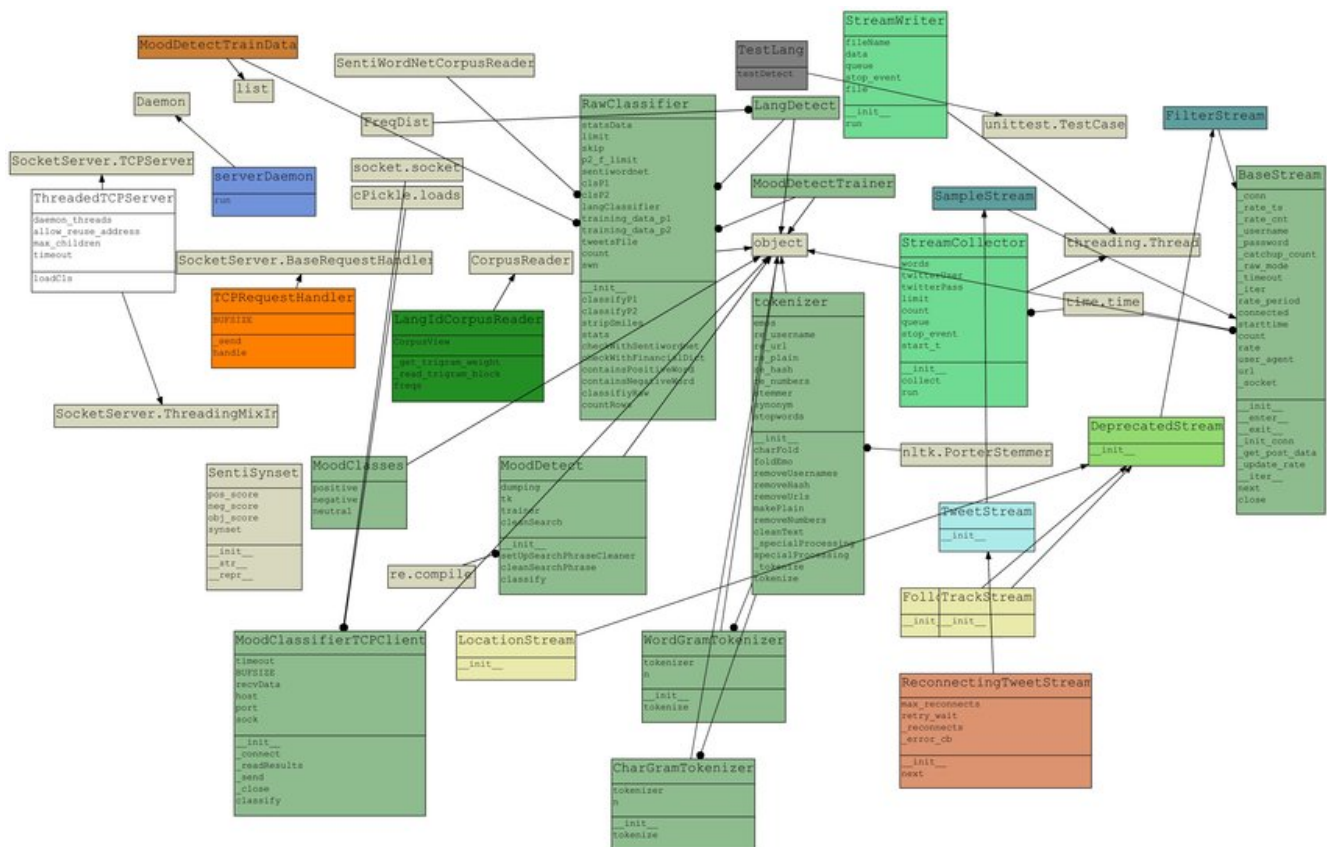 MoodDetectTrainData
list
Daemon
SocketServer.TCPServer
ThreadedTCPServer
daemon_threads
allow_reuse_address
max_children
timeout
loadCls
serverDaemon
run
SocketServer.BaseRequestHandler
TCPRequestHandler
BUFSIZE
_send
handle
SocketServer.ThreadingMixIn
SentiWordNetCorpusReader
FreqDist
socket.socket
cPickle.loads
CorpusReader
LangIdCorpusReader
CorpusView
_get_trigram_weight
_read_trigram_block
freqs
RawClassifier
statsData
limit
skip
p2_f_limit
sentiwordnet
clsP1
clsP2
langClassifier
training_data_p1
training_data_p2
tweetsFile
count
swn
__init__
classifyP1
classifyP2
stripSmiles
stats
checkWithSentiwordnet
checkWithFinancialDict
containsPositiveWord
containsNegativeWord
classifiyRaw
countRows
TestLang
testDetect
LangDetect
MoodDetectTrainer
object
StreamWriter
fileName
data
queue
stop_event
file
__init__
run
unittest.TestCase
FilterStream
SampleStream
StreamCollector
words
twitterUser
twitterPass
limit
count
queue
stop_event
start_t
__init__
collect
run
threading.Thread
time.time
BaseStream
_conn
_rate_ts
_rate_cnt
_username
_password
_catchup_count
_raw_mode
_timeout
_iter
rate_period
connected
starttime
count
rate
user_agent
url
_socket
__init__
__enter__
__exit__
_init_conn
_get_post_data
_update_rate
__iter__
next
close
tokenizer
emos
re_username
re_url
re_plain
re_hash
re_numbers
stemmer
synonym
stopwords
__init__
charFold
foldEmo
removeUsernames
removeHash
removeUrls
makePlain
removeNumbers
cleanText
_specialProcessing
specialProcessing
_tokenize
tokenize
nltk.PorterStemmer
DeprecatedStream
__init__
SentiSynset
pos_score
neg_score
obj_score
synset
__init__
__str__
__repr__
MoodClasses
positive
negative
neutral
MoodDetect
dumping
tk
trainer
cleanSearch
__init__
setUpSearchPhraseCleaner
cleanSearchPhrase
classify
re.compile
TweetStream
__init__
TrackStream
__init__
MoodClassifierTCPClient
timeout
BUFSIZE
recvData
host
port
sock
__init__
_connect
_readResults
_send
_close
classify
LocationStream
__init__
WordGramTokenizer
tokenizer
n
__init__
tokenize
ReconnectingTweetStream
max_reconnects
retry_wait
_reconnects
_error_cb
__init__
next
CharGramTokenizer
tokenizer
n
__init__
tokenize